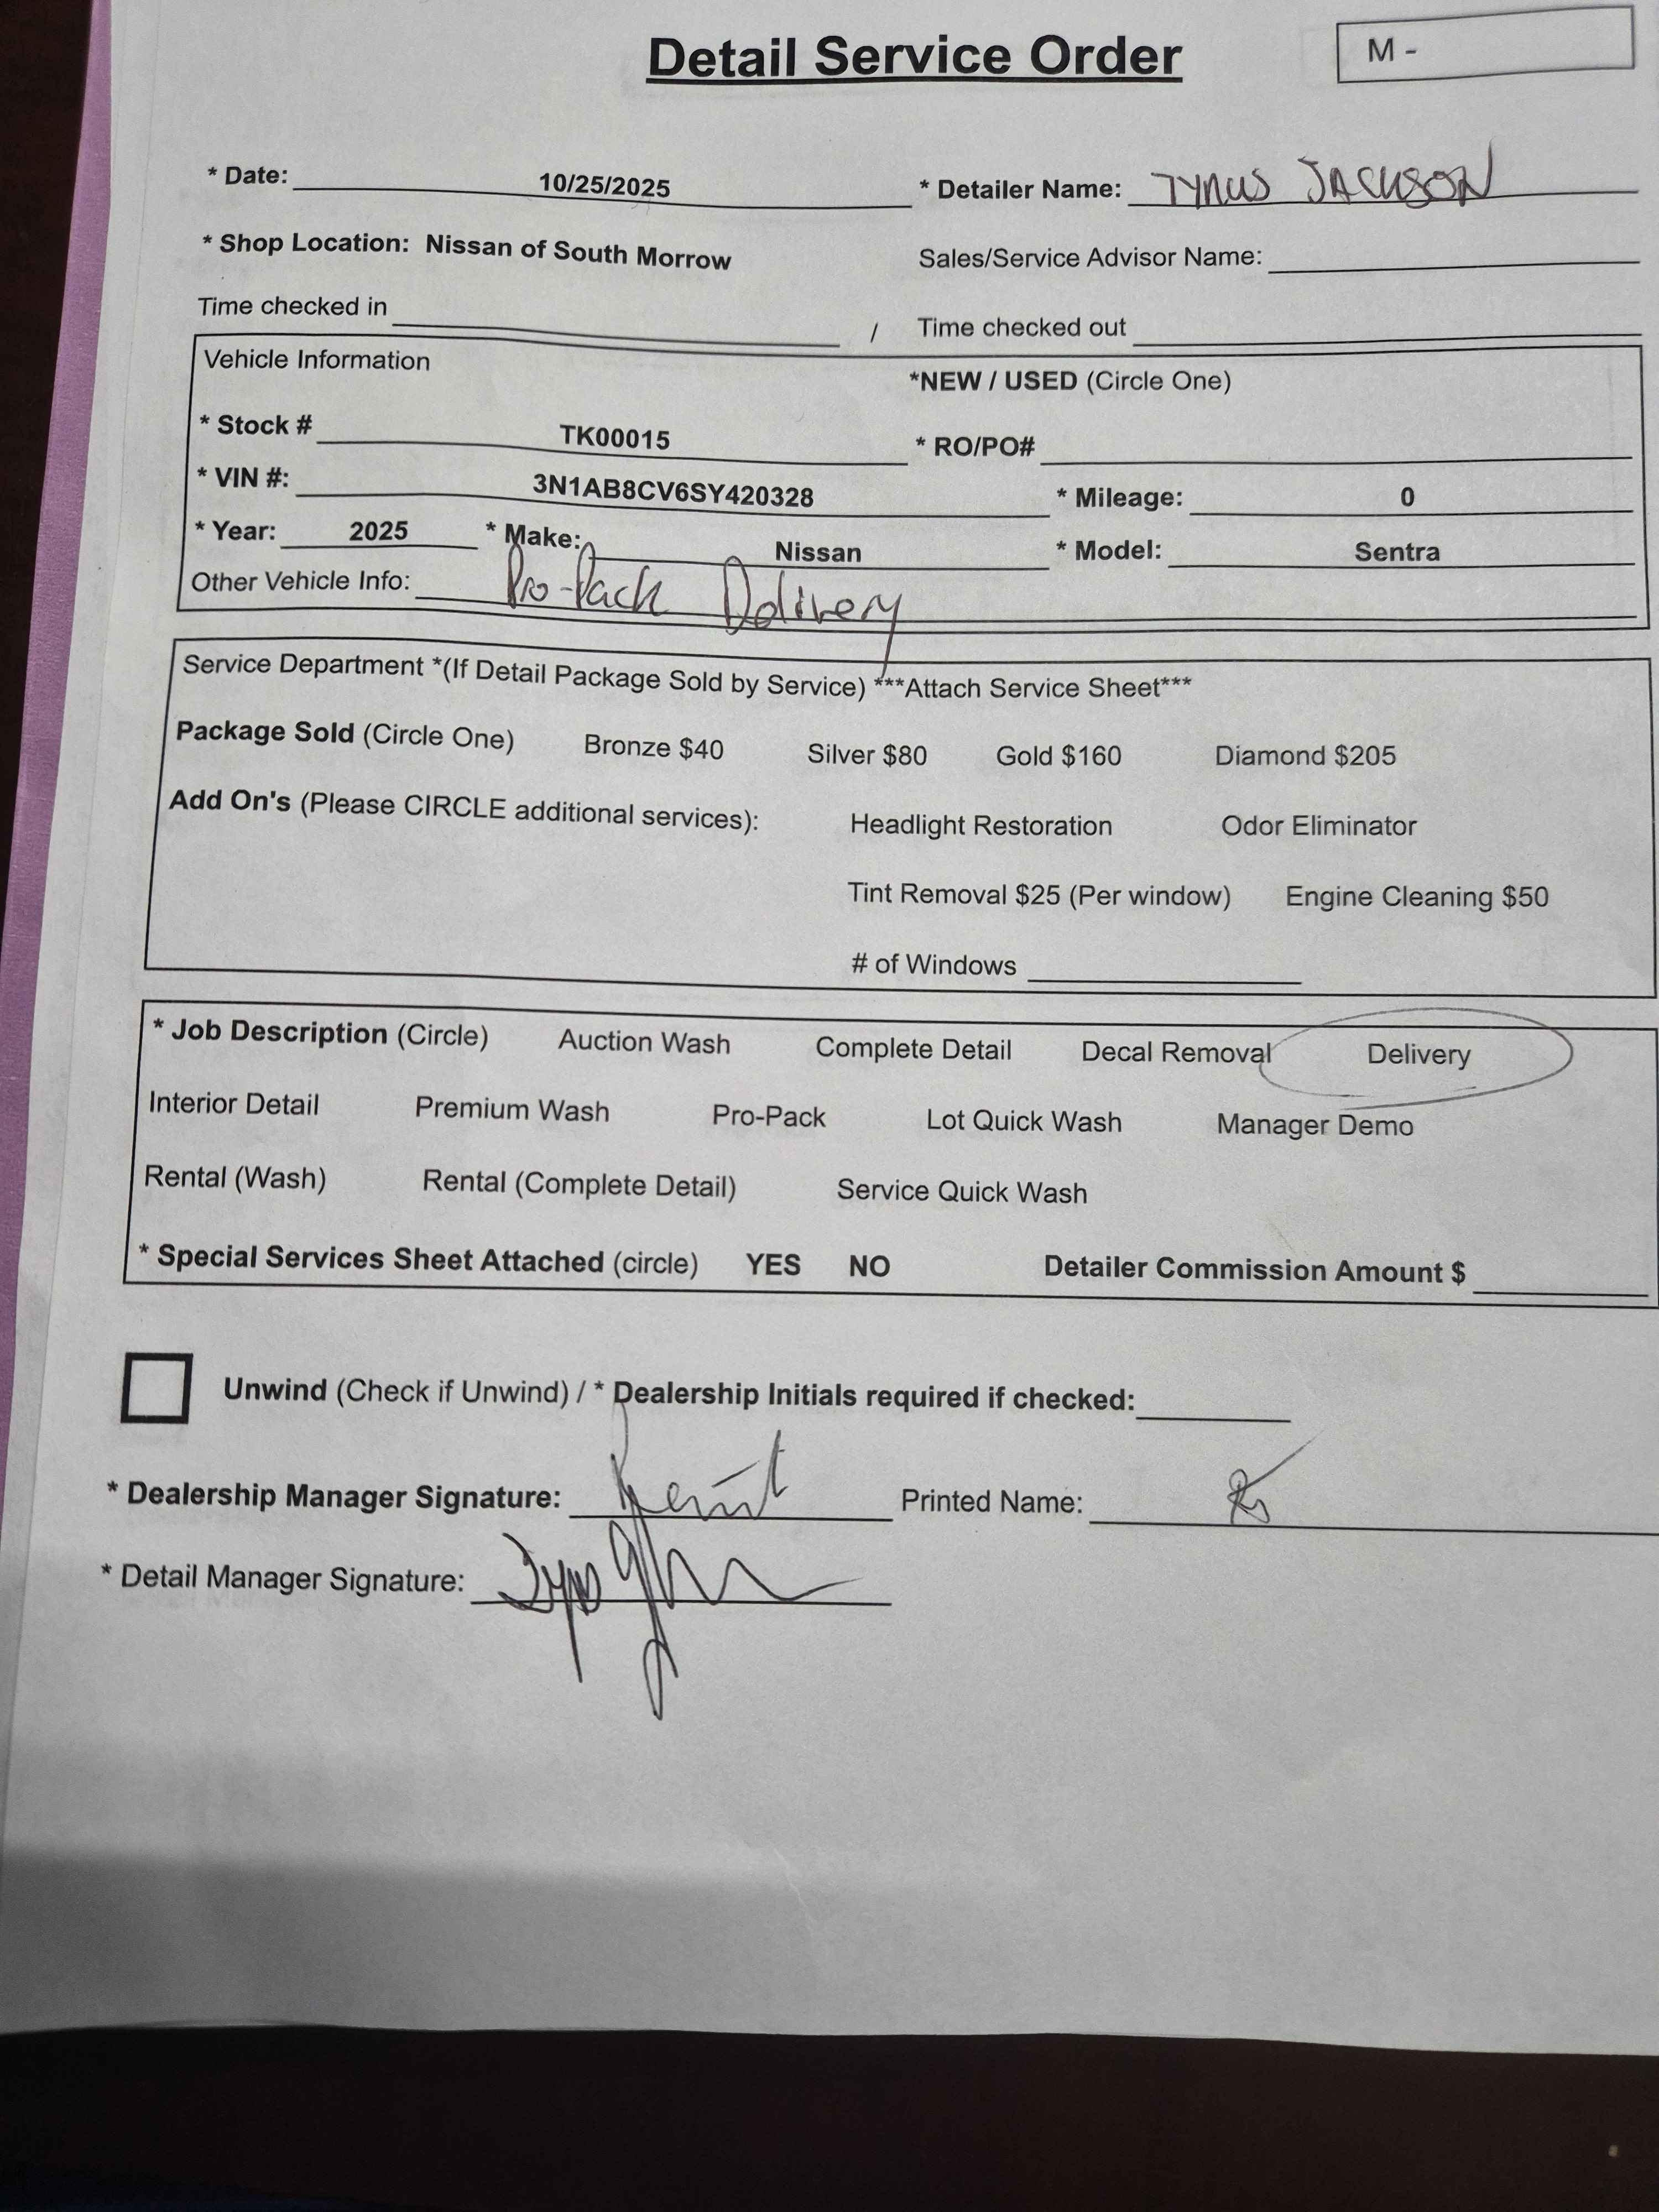 Detail Service Order
M -
* Date: 10/25/2025 * Detailer Name: TYRUS JACKSON
* Shop Location: Nissan of South Morrow Sales/Service Advisor Name:
Time checked in / Time checked out
Vehicle Information *NEW / USED (Circle One)
* Stock # TK00015 * RO/PO#
* VIN #: 3N1AB8CV6SY420328 * Mileage: 0
* Year: 2025 * Make: Nissan * Model: Sentra
Other Vehicle Info: Pro-Pack Delivery
Service Department *(If Detail Package Sold by Service) ***Attach Service Sheet***
Package Sold (Circle One) Bronze $40 Silver $80 Gold $160 Diamond $205
Add On's (Please CIRCLE additional services): Headlight Restoration Odor Eliminator
Tint Removal $25 (Per window) Engine Cleaning $50
# of Windows
* Job Description (Circle) Auction Wash Complete Detail Decal Removal Delivery
Interior Detail Premium Wash Pro-Pack Lot Quick Wash Manager Demo
Rental (Wash) Rental (Complete Detail) Service Quick Wash
* Special Services Sheet Attached (circle) YES NO Detailer Commission Amount $
Unwind (Check if Unwind) / * Dealership Initials required if checked:
* Dealership Manager Signature: Printed Name:
* Detail Manager Signature: